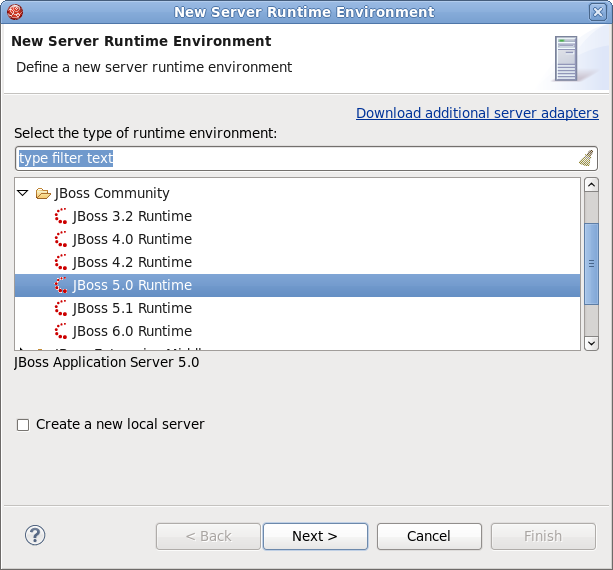 New Server Runtime Environment
New Server Runtime Environment
Define a new server runtime environment
Download additional server adapters
Select the type of runtime environment:
type filter text
JBoss Community
JBoss 3.2 Runtime
JBoss 4.0 Runtime
JBoss 4.2 Runtime
JBoss 5.0 Runtime
JBoss 5.1 Runtime
JBoss 6.0 Runtime
JBoss Application Server 5.0
Create a new local server
? < Back Next > Cancel Finish